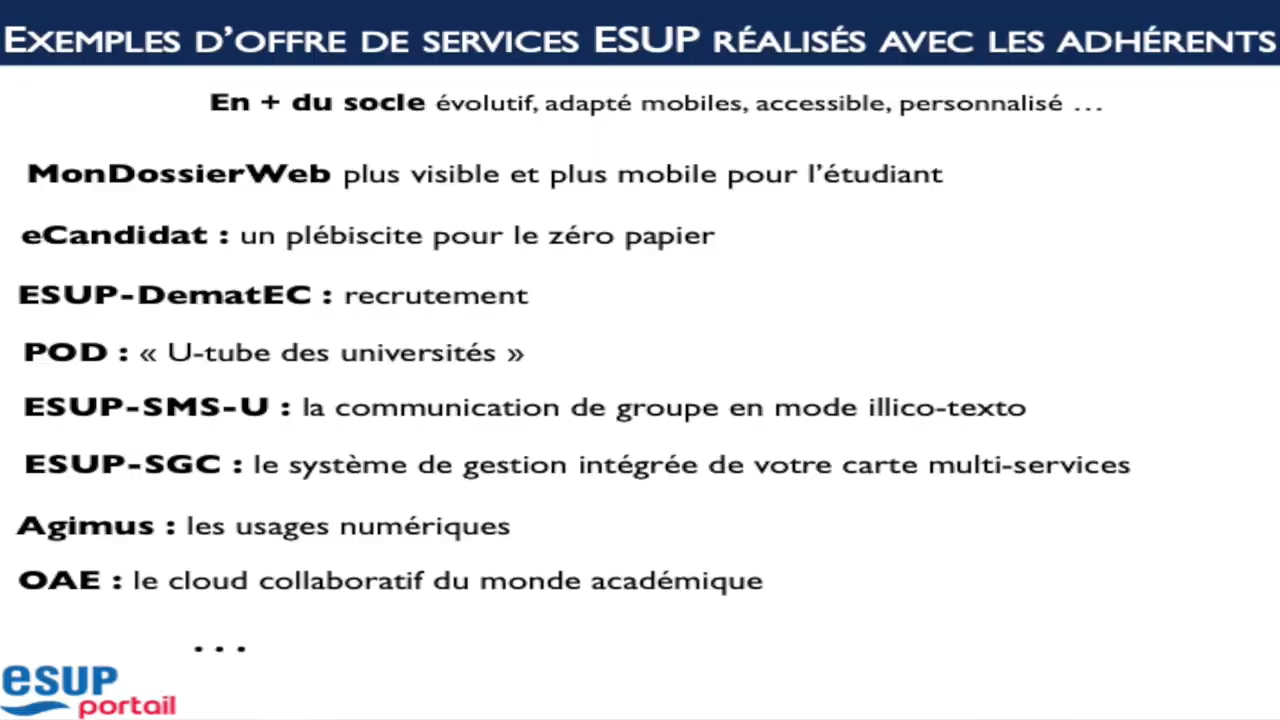 EXEMPLES D'OFFRE DE SERVICES ESUP RÉALISÉS AVEC LES ADHÉRENTS
En + du socle évolutif, adapté mobiles, accessible, personnalisé …
MonDossierWeb plus visible et plus mobile pour l'étudiant
eCandidat : un plébiscite pour le zéro papier
ESUP-DematEC : recrutement
POD : « U-tube des universités »
ESUP-SMS-U : la communication de groupe en mode illico-texto
ESUP-SGC : le système de gestion intégrée de votre carte multi-services
Agimus : les usages numériques
OAE : le cloud collaboratif du monde académique
...
esup
portail